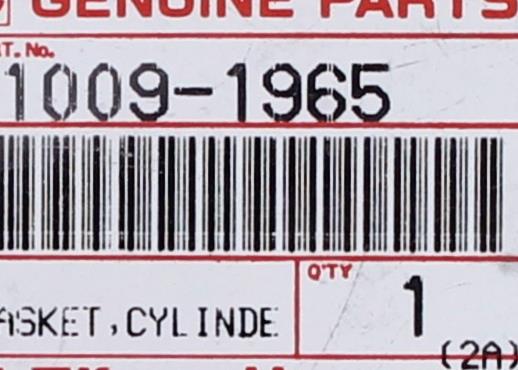 GENUINE PARTS
T. No.
1009-1965
ASKET,CYLINDE
Q'TY
1
(2A)